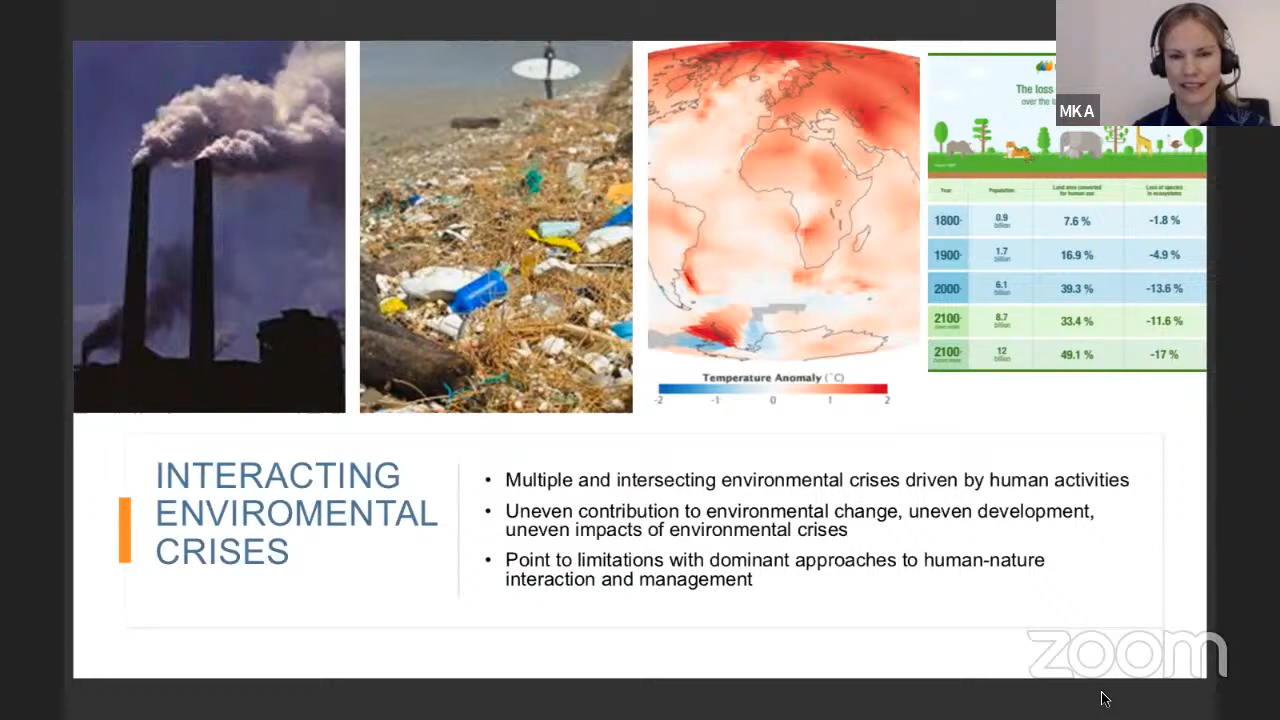 MKA
The loss
over the
Year
Population
Land area converted
for human use
Loss of species
in ecosystems
1800
0.9
billion
7.6 %
-1.8 %
1900
1.7
billion
16.9 %
-4.9 %
2000
6.1
billion
39.3 %
-13.6 %
2100
8.7
billion
33.4 %
-11.6 %
2100
12
billion
49.1 %
-17 %
Temperature Anomaly (°C)
-2 -1 0 1 2
INTERACTING
ENVIROMENTAL
CRISES
• Multiple and intersecting environmental crises driven by human activities
• Uneven contribution to environmental change, uneven development,
uneven impacts of environmental crises
• Point to limitations with dominant approaches to human-nature
interaction and management
zoom